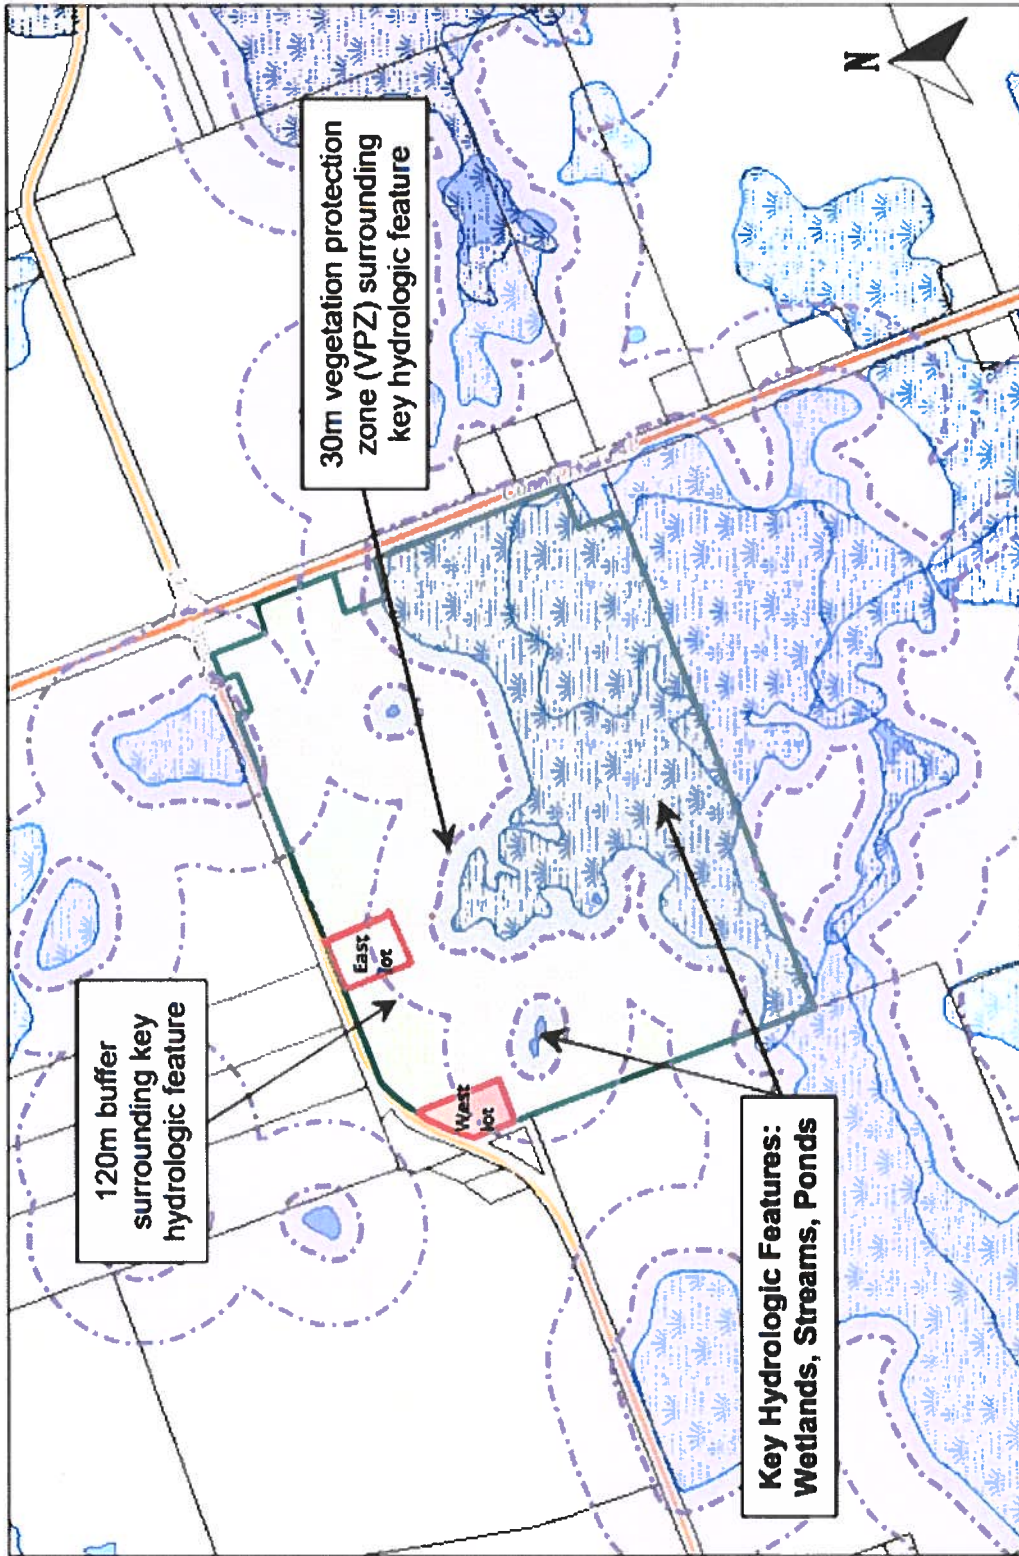 120m buffer
surrounding key
hydrologic feature
30m vegetation protection
zone (VPZ) surrounding
key hydrologic feature
N
East
lot
West
lot
Key Hydrologic Features:
Wetlands, Streams, Ponds